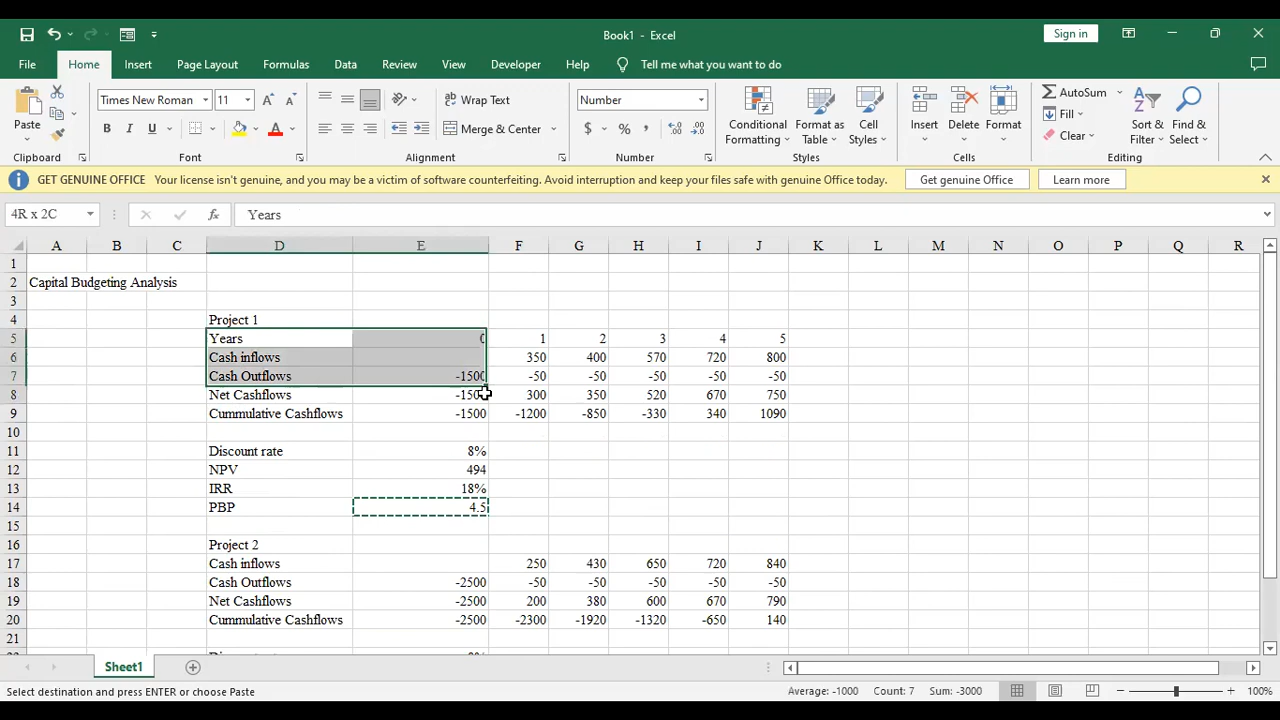 Book1 - Excel
Sign in
File Home Insert Page Layout Formulas Data Review View Developer Help Tell me what you want to do
Paste
Times New Roman 11
B I U A
Wrap Text
Merge & Center
Number
$ % ,
Conditional Formatting
Format as Table
Cell Styles
Insert
Delete
Format
AutoSum
Fill
Clear
Sort & Filter
Find & Select
Clipboard Font Alignment Number Styles Cells Editing
GET GENUINE OFFICE Your license isn't genuine, and you may be a victim of software counterfeiting. Avoid interruption and keep your files safe with genuine Office today. Get genuine Office Learn more
4R x 2C fx Years
A B C D E F G H I J K L M N O P Q R
1
2 Capital Budgeting Analysis
3
4 Project 1
5 Years 0 1 2 3 4 5
6 Cash inflows 350 400 570 720 800
7 Cash Outflows -1500 -50 -50 -50 -50 -50
8 Net Cashflows 300 350 520 670 750
9 Cummulative Cashflows -1500 -1200 -850 -330 340 1090
10
11 Discount rate 8%
12 NPV 494
13 IRR 18%
14 PBP 4.5
15
16 Project 2
17 Cash inflows 250 430 650 720 840
18 Cash Outflows -2500 -50 -50 -50 -50 -50
19 Net Cashflows -2500 200 380 600 670 790
20 Cummulative Cashflows -2500 -2300 -1920 -1320 -650 140
21
Sheet1
Select destination and press ENTER or choose Paste Average: -1000 Count: 7 Sum: -3000 100%